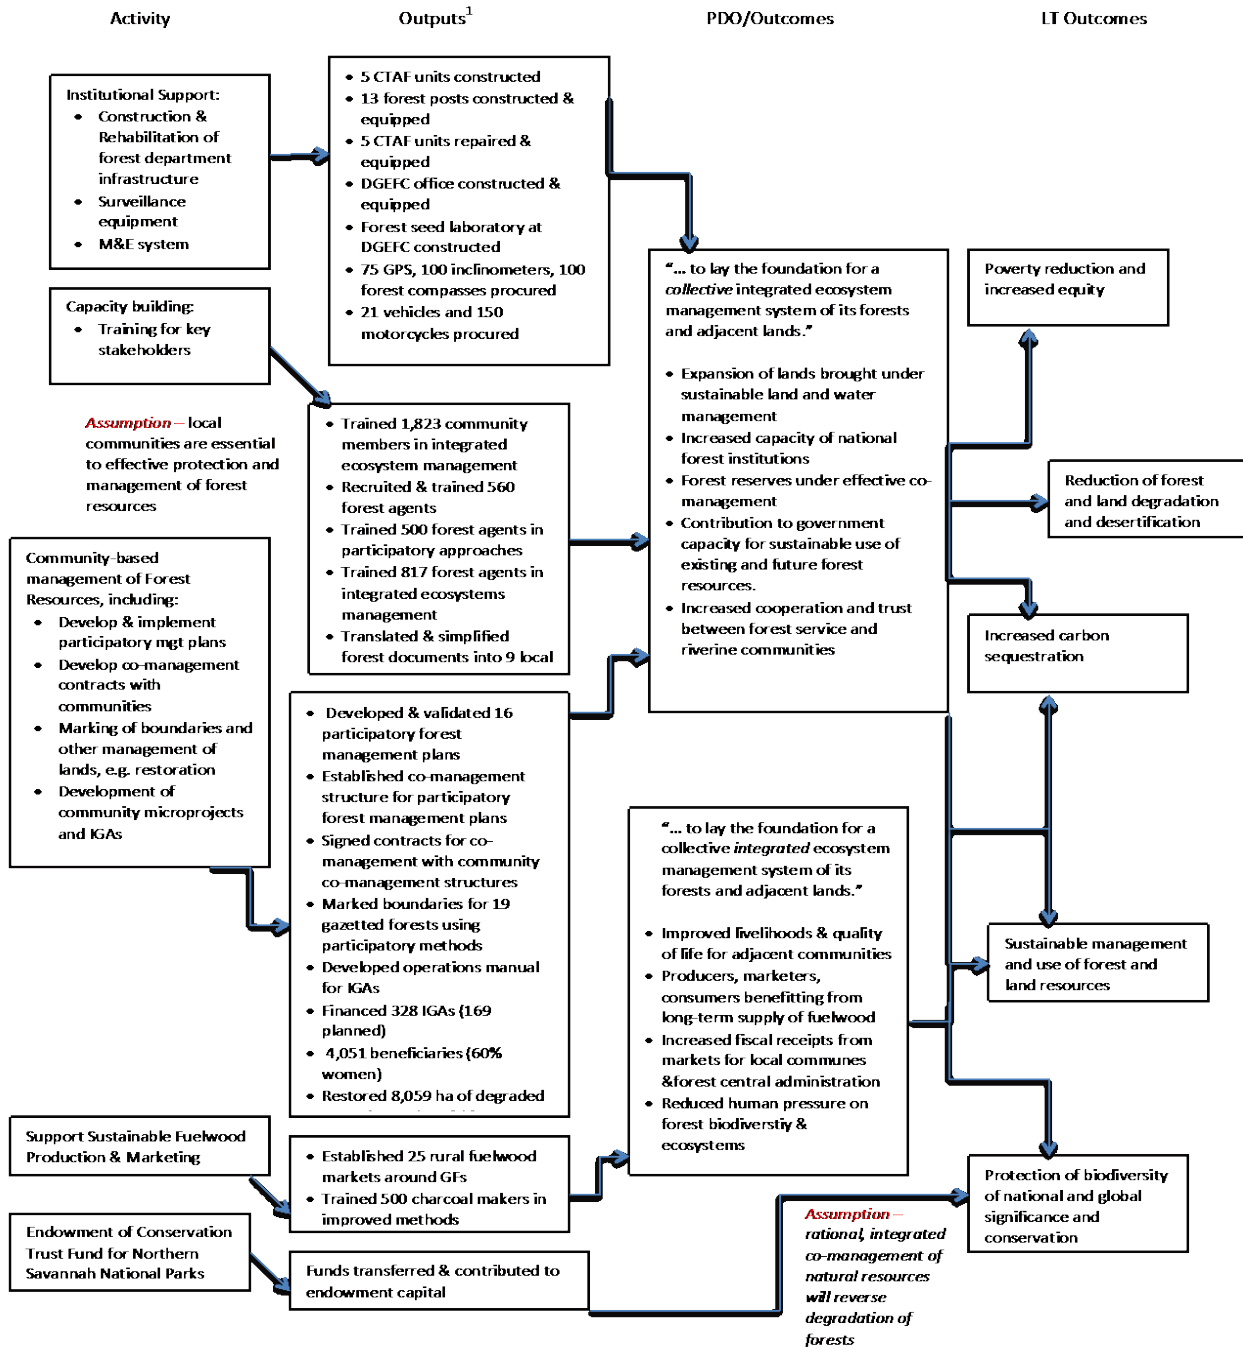 Activity
Outputs1
PDO/Outcomes
LT Outcomes
Institutional Support:
• Construction &
Rehabilitation of
forest department
infrastructure
• Surveillance
equipment
• M&E system
Capacity building:
• Training for key
stakeholders
Assumption – local
communities are essential
to effective protection and
management of forest
resources
Community-based
management of Forest
Resources, including:
• Develop & implement
participatory mgt plans
• Develop co-management
contracts with
communities
• Marking of boundaries and
other management of
lands, e.g. restoration
• Development of
community microprojects
and IGAs
Support Sustainable Fuelwood
Production & Marketing
Endowment of Conservation
Trust Fund for Northern
Savannah National Parks
• 5 CTAF units constructed
• 13 forest posts constructed &
equipped
• 5 CTAF units repaired &
equipped
• DGEFC office constructed &
equipped
• Forest seed laboratory at
DGEFC constructed
• 75 GPS, 100 inclinometers, 100
forest compasses procured
• 21 vehicles and 150
motorcycles procured
• Trained 1,823 community
members in integrated
ecosystem management
• Recruited & trained 560
forest agents
• Trained 500 forest agents in
participatory approaches
• Trained 817 forest agents in
integrated ecosystems
management
• Translated & simplified
forest documents into 9 local
• Developed & validated 16
participatory forest
management plans
• Established co-management
structure for participatory
forest management plans
• Signed contracts for co-
management with community
co-management structures
• Marked boundaries for 19
gazetted forests using
participatory methods
• Developed operations manual
for IGAs
• Financed 328 IGAs (169
planned)
• 4,051 beneficiaries (60%
women)
• Restored 8,059 ha of degraded
• Established 25 rural fuelwood
markets around GFs
• Trained 500 charcoal makers in
improved methods
Funds transferred & contributed to
endowment capital
"... to lay the foundation for a
collective integrated ecosystem
management system of its forests
and adjacent lands."
• Expansion of lands brought under
sustainable land and water
management
• Increased capacity of national
forest institutions
• Forest reserves under effective co-
management
• Contribution to government
capacity for sustainable use of
existing and future forest
resources.
• Increased cooperation and trust
between forest service and
riverine communities
"... to lay the foundation for a
collective integrated ecosystem
management system of its
forests and adjacent lands."
• Improved livelihoods & quality
of life for adjacent communities
• Producers, marketers,
consumers benefitting from
long-term supply of fuelwood
• Increased fiscal receipts from
markets for local communes
&forest central administration
• Reduced human pressure on
forest biodiverstiy &
ecosystems
Assumption –
rational, integrated
co-management of
natural resources
will reverse
degradation of
forests
Poverty reduction and
increased equity
Reduction of forest
and land degradation
and desertification
Increased carbon
sequestration
Sustainable management
and use of forest and
land resources
Protection of biodiversity
of national and global
significance and
conservation